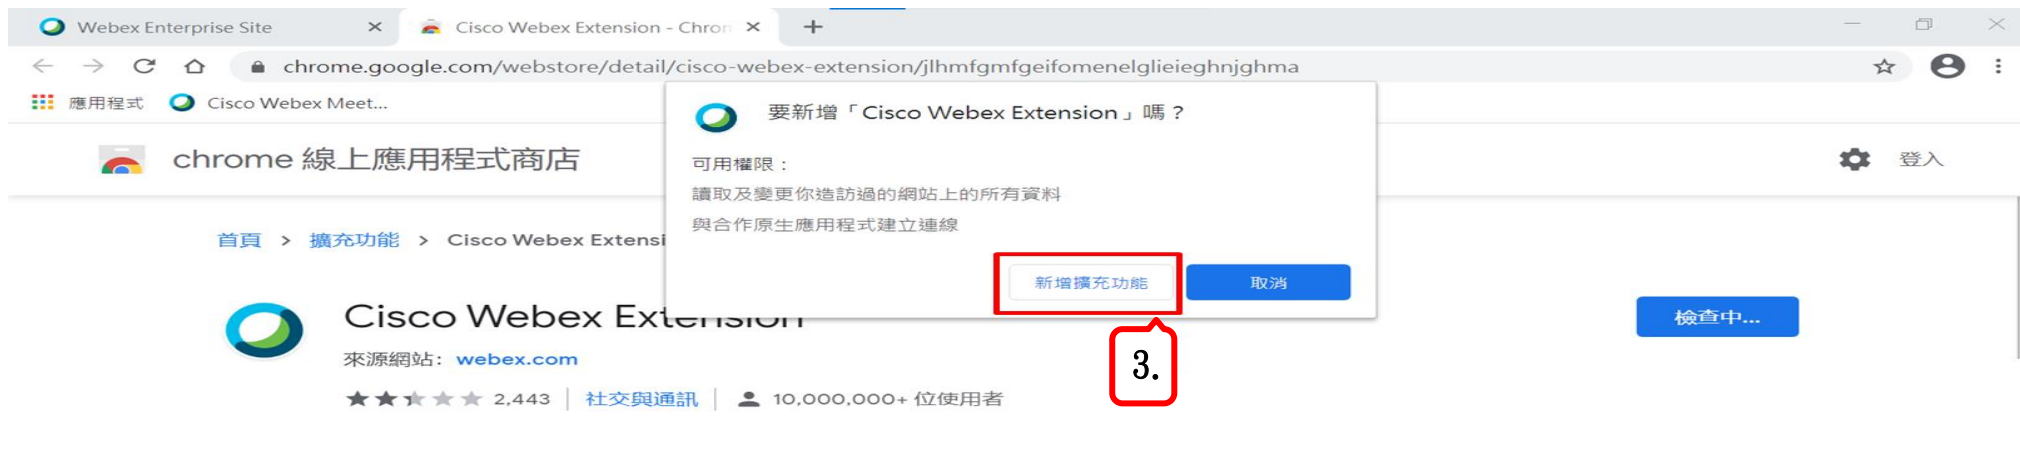 Webex Enterprise Site
Cisco Webex Extension - Chron
chrome.google.com/webstore/detail/cisco-webex-extension/jlhmfgmfgeifomenelglieieghnjghma
應用程式 Cisco Webex Meet...
chrome 線上應用程式商店
登入
要新增「Cisco Webex Extension」嗎？
可用權限：
讀取及變更你造訪過的網站上的所有資料
與合作原生應用程式建立連線
新增擴充功能 取消
3.
首頁 > 擴充功能 > Cisco Webex Extensi
Cisco Webex Extension
檢查中...
來源網站: webex.com
2,443 社交與通訊 10,000,000+ 位使用者